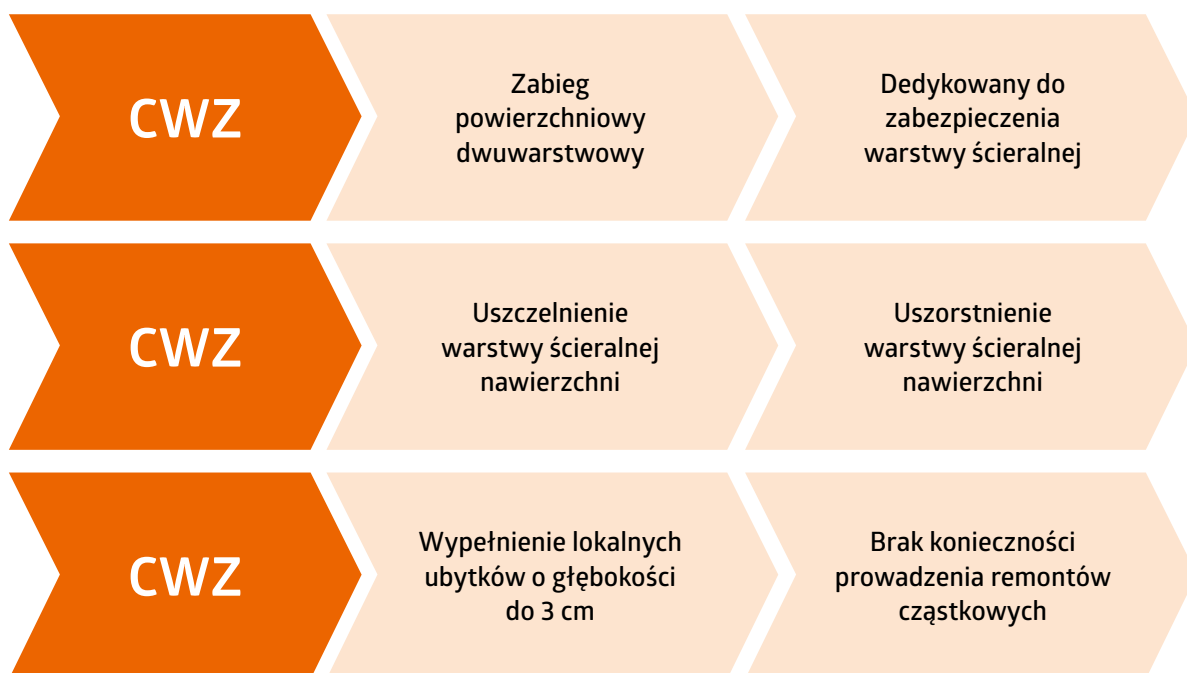 CWZ
Zabieg
powierzchniowy
dwuwarstwowy
Dedykowany do
zabezpieczenia
warstwy ścieralnej
CWZ
Uszczelnienie
warstwy ścieralnej
nawierzchni
Uszorstnienie
warstwy ścieralnej
nawierzchni
CWZ
Wypełnienie lokalnych
ubytków o głębokości
do 3 cm
Brak konieczności
prowadzenia remontów
cząstkowych